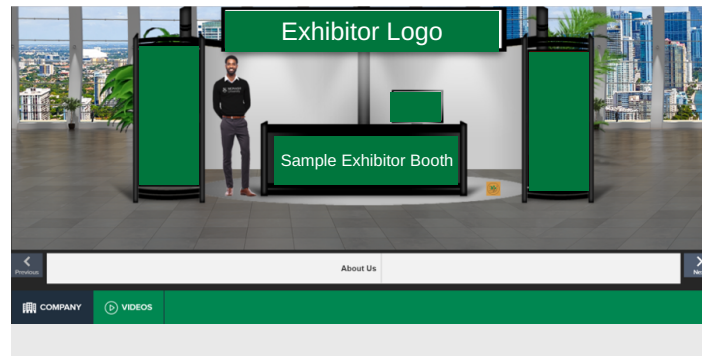 Exhibitor Logo
Sample Exhibitor Booth
Previous
About Us
COMPANY
VIDEOS